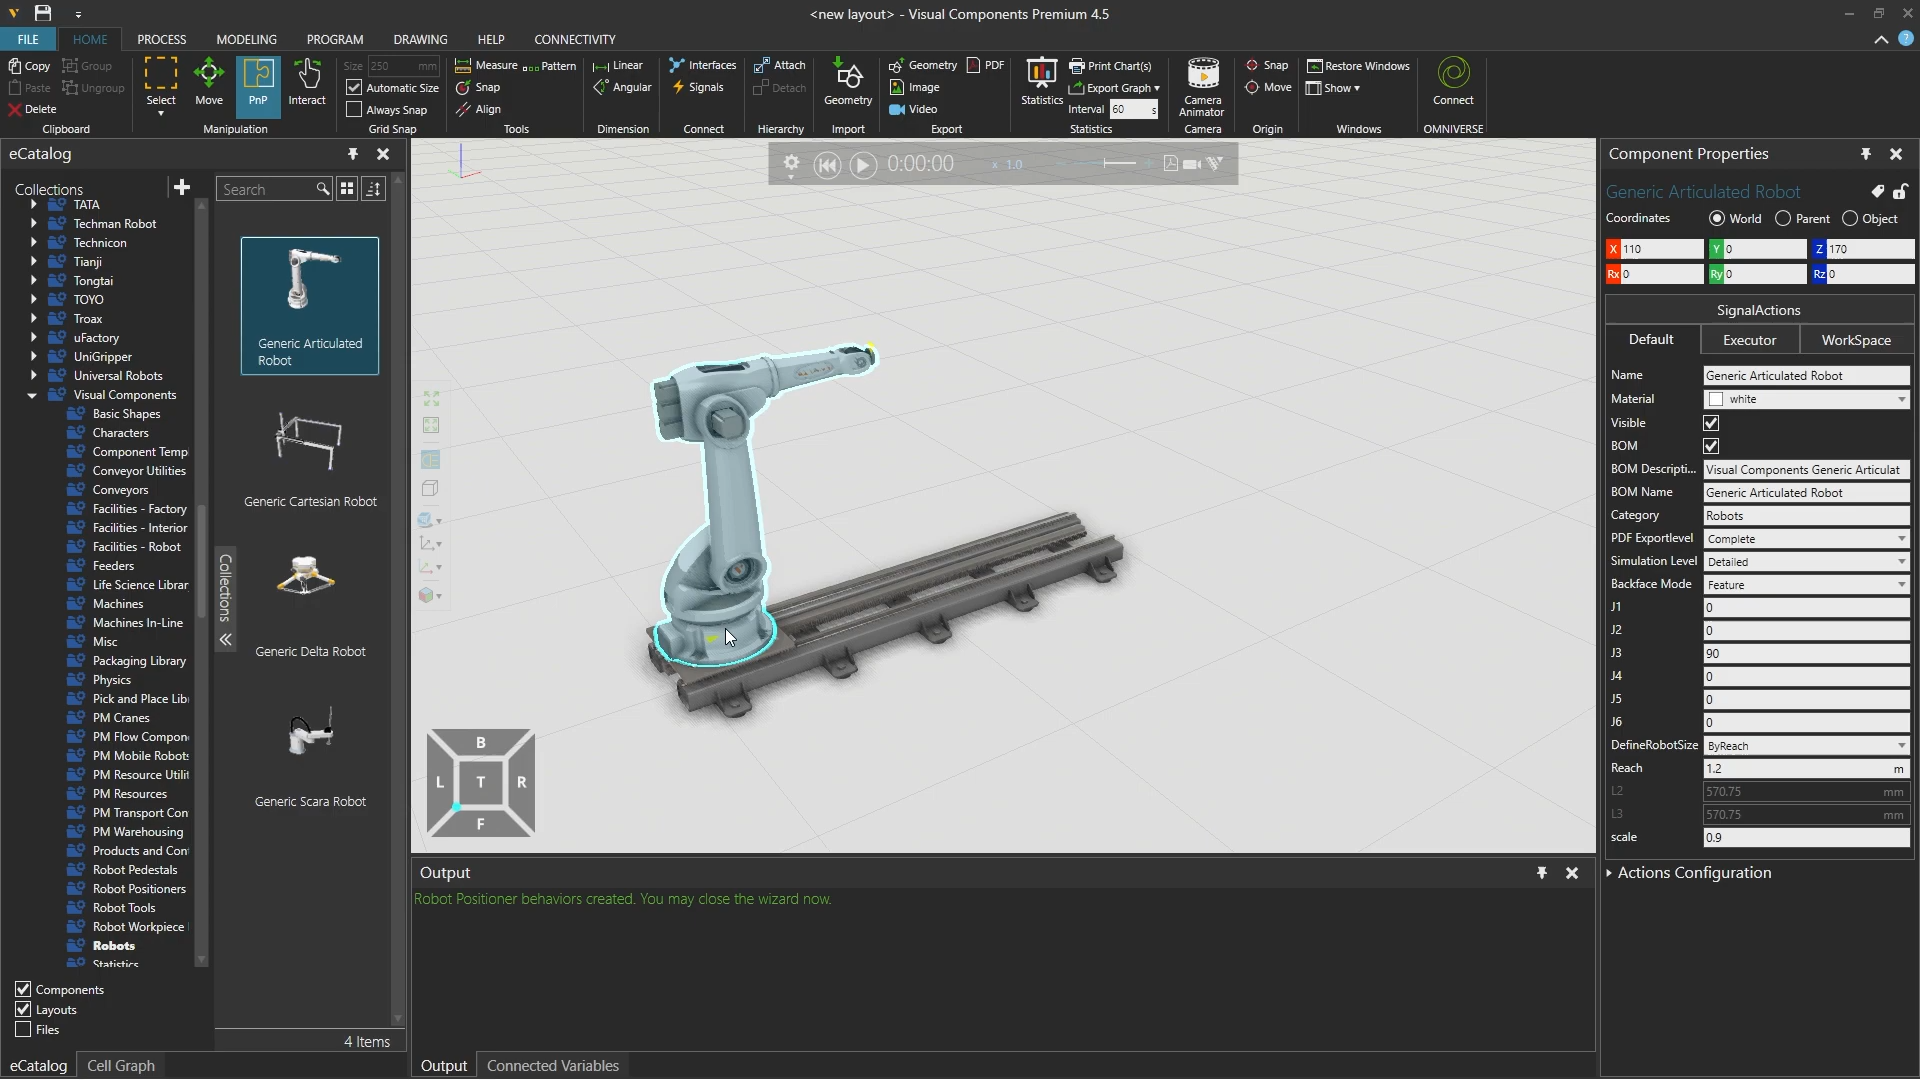 <new layout> - Visual Components Premium 4.5
FILE
HOME
PROCESS
MODELING
PROGRAM
DRAWING
HELP
CONNECTIVITY
Copy
Paste
Delete
Clipboard
Group
Ungroup
Select
Move
PnP
Interact
Manipulation
Size 250 mm
Automatic Size
Always Snap
Grid Snap
Measure
Pattern
Snap
Align
Tools
Linear
Angular
Dimension
Interfaces
Signals
Connect
Attach
Detach
Hierarchy
Geometry
Import
Geometry
PDF
Image
Video
Export
Statistics
Print Chart(s)
Export Graph
Interval 60 s
Statistics
Camera
Animator
Camera
Snap
Move
Origin
Restore Windows
Show
Windows
Connect
OMNIVERSE
eCatalog
Collections
TATA
Techman Robot
Technicon
Tianji
Tongtai
TOYO
Troax
uFactory
UniGripper
Universal Robots
Visual Components
Basic Shapes
Characters
Component Templ
Conveyor Utilities
Conveyors
Facilities - Factory
Facilities - Interior
Facilities - Robot
Feeders
Life Science Librar
Machines
Machines In-Line
Misc
Packaging Library
Physics
Pick and Place Lib
PM Cranes
PM Flow Compon
PM Mobile Robots
PM Resource Utilit
PM Resources
PM Transport Con
PM Warehousing
Products and Con
Robot Pedestals
Robot Positioners
Robot Tools
Robot Workpiece
Robots
Statistics
Components
Layouts
Files
eCatalog
Cell Graph
Collections
Search
Generic Articulated
Robot
Generic Cartesian Robot
Generic Delta Robot
Generic Scara Robot
4 Items
0:00:00
x 1.0
B
L
T
R
F
Output
Robot Positioner behaviors created. You may close the wizard now.
Output
Connected Variables
Component Properties
Generic Articulated Robot
Coordinates
World
Parent
Object
X 110
Y 0
Z 170
Rx 0
Ry 0
Rz 0
SignalActions
Default
Executor
WorkSpace
Name Generic Articulated Robot
Material white
Visible
BOM
BOM Descripti... Visual Components Generic Articulat
BOM Name Generic Articulated Robot
Category Robots
PDF Exportlevel Complete
Simulation Level Detailed
Backface Mode Feature
J1 0
J2 0
J3 90
J4 0
J5 0
J6 0
DefineRobotSize ByReach
Reach 1.2 m
L2 570.75 mm
L3 570.75 mm
scale 0.9
Actions Configuration